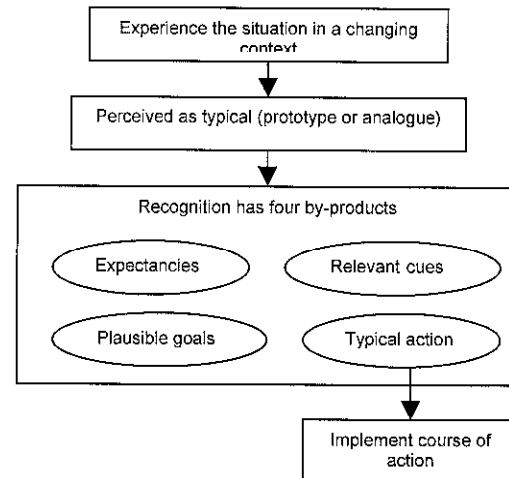 Experience the situation in a changing
context
Perceived as typical (prototype or analogue)
Recognition has four by-products
Expectancies
Relevant cues
Plausible goals
Typical action
Implement course of
action